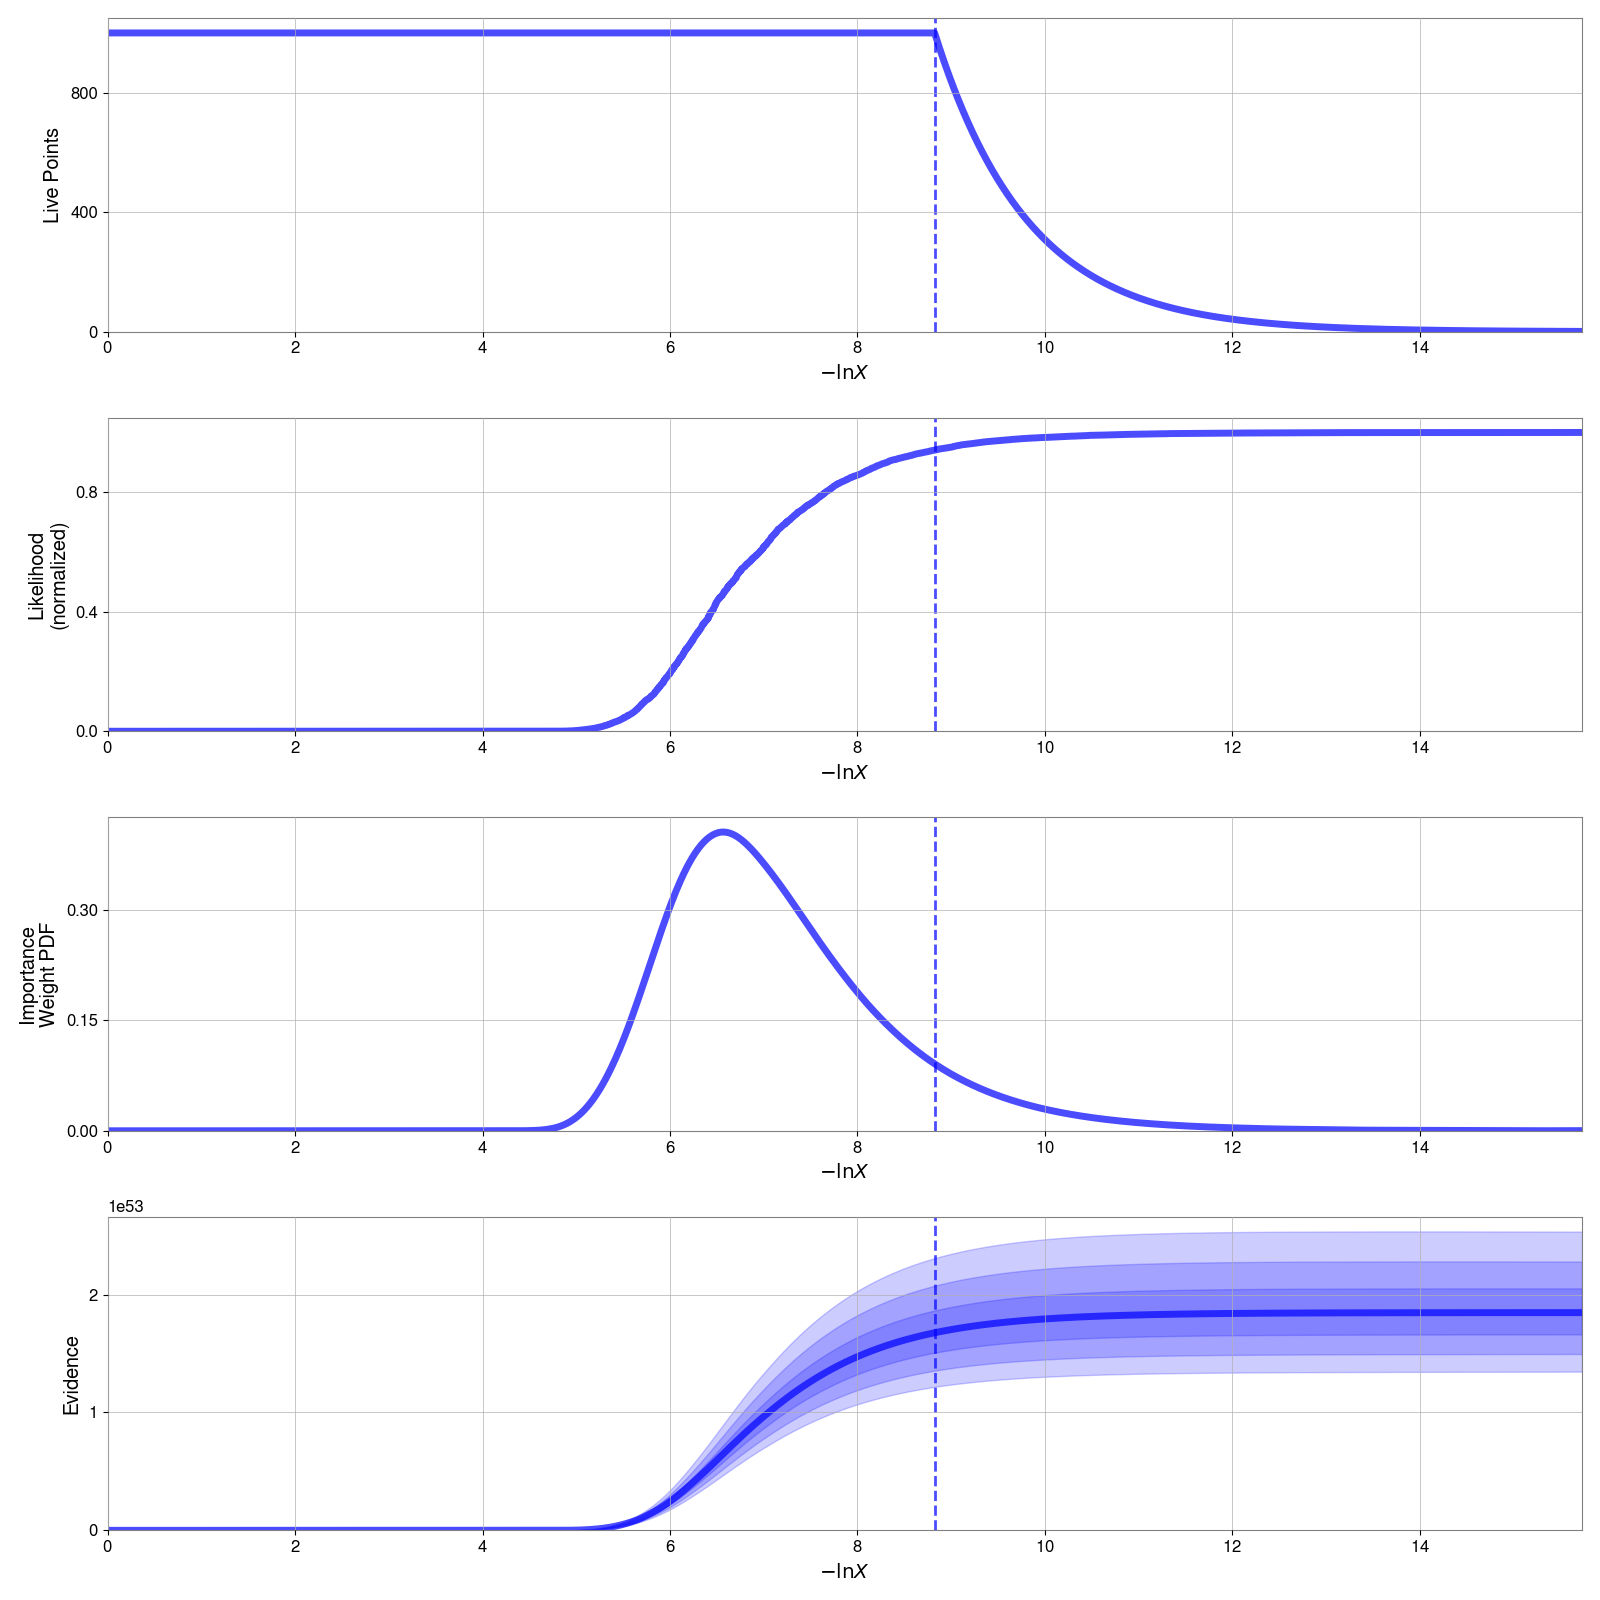 Live Points
800
400
0
0 2 4 6 8 10 12 14
−lnX
Likelihood
(normalized)
0.8
0.4
0.0
0 2 4 6 8 10 12 14
−lnX
Importance
Weight PDF
0.30
0.15
0.00
0 2 4 6 8 10 12 14
−lnX
1e53
Evidence
2
1
0
0 2 4 6 8 10 12 14
−lnX